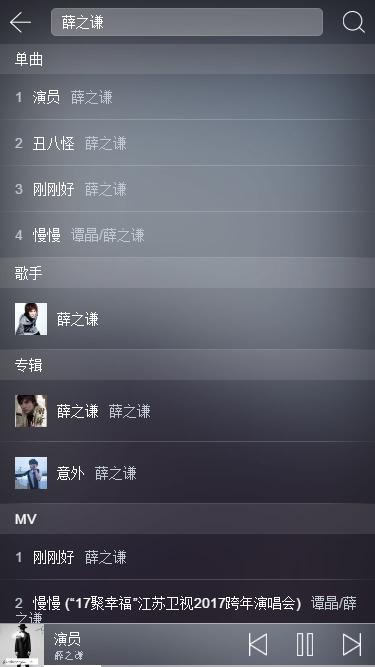 薛之谦
单曲
1 演员 薛之谦
2 丑八怪 薛之谦
3 刚刚好 薛之谦
4 慢慢 谭晶/薛之谦
歌手
薛之谦
专辑
薛之谦 薛之谦
意外 薛之谦
MV
1 刚刚好 薛之谦
2 慢慢 (“17聚幸福”江苏卫视2017跨年演唱会) 谭晶/薛
之谦
演员
薛之谦